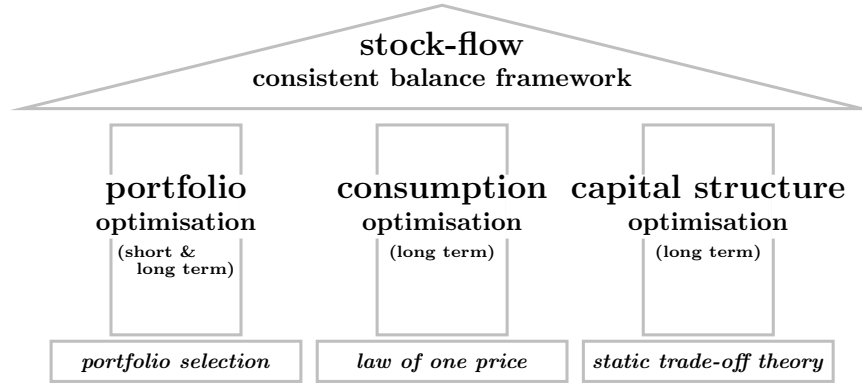 stock-flow
consistent balance framework
portfolio
optimisation
(short &
long term)
consumption
optimisation
(long term)
capital structure
optimisation
(long term)
portfolio selection
law of one price
static trade-off theory